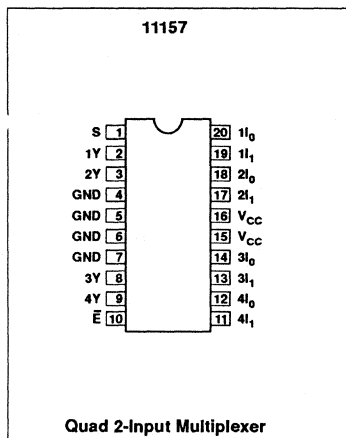 11157
S 1 20 1I₀
1Y 2 19 1I₁
2Y 3 18 2I₀
GND 4 17 2I₁
GND 5 16 V_CC
GND 6 15 V_CC
GND 7 14 3I₀
3Y 8 13 3I₁
4Y 9 12 4I₀
E̅ 10 11 4I₁
Quad 2-Input Multiplexer